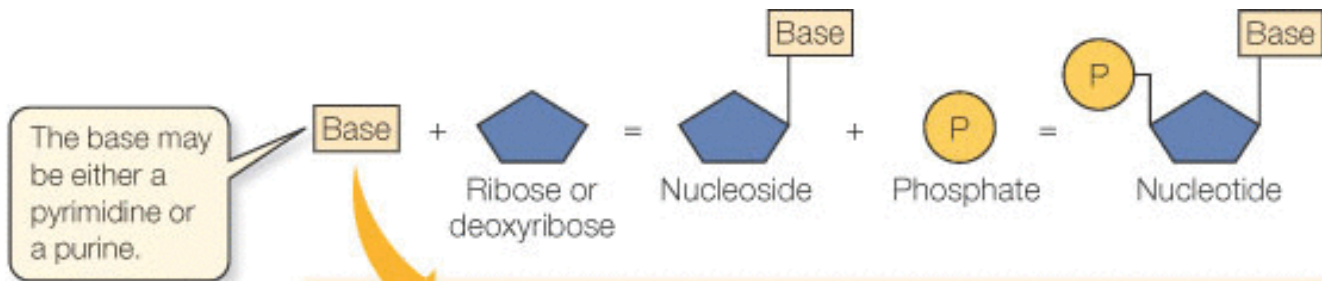 Base
Base
P
The base may
be either a
pyrimidine or
a purine.
Base
+
=
+
P
=
Ribose or
deoxyribose
Nucleoside
Phosphate
Nucleotide